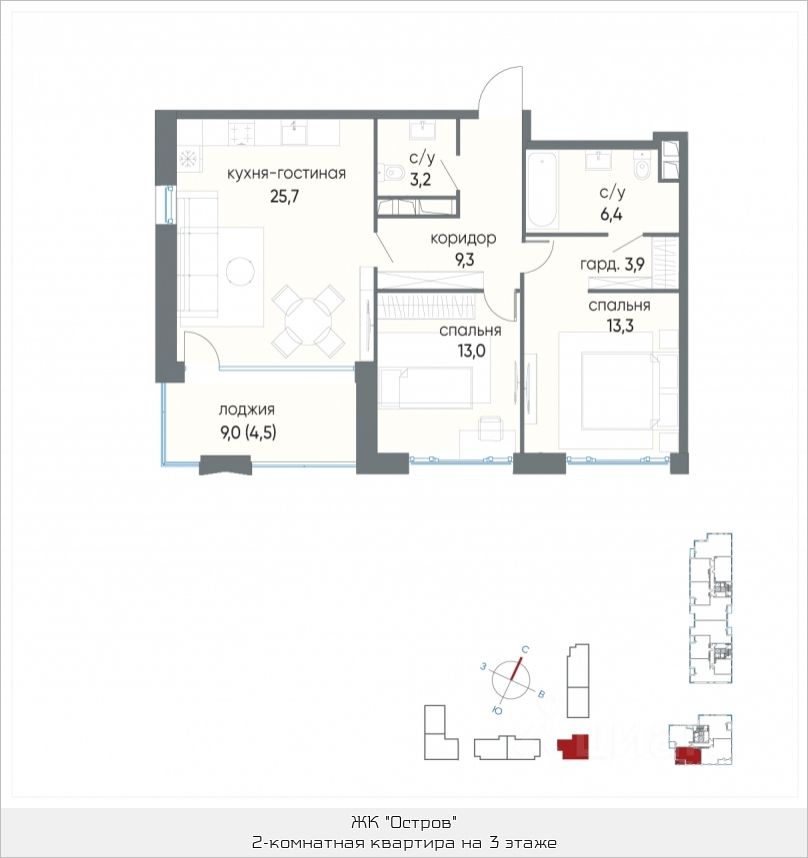 кухня-гостиная
25,7
с/у
3,2
с/у
6,4
коридор
9,3
гард. 3,9
спальня
13,0
спальня
13,3
лоджия
9,0 (4,5)
С
З
В
Ю
циан
ЖК "Остров"
2-комнатная квартира на 3 этаже